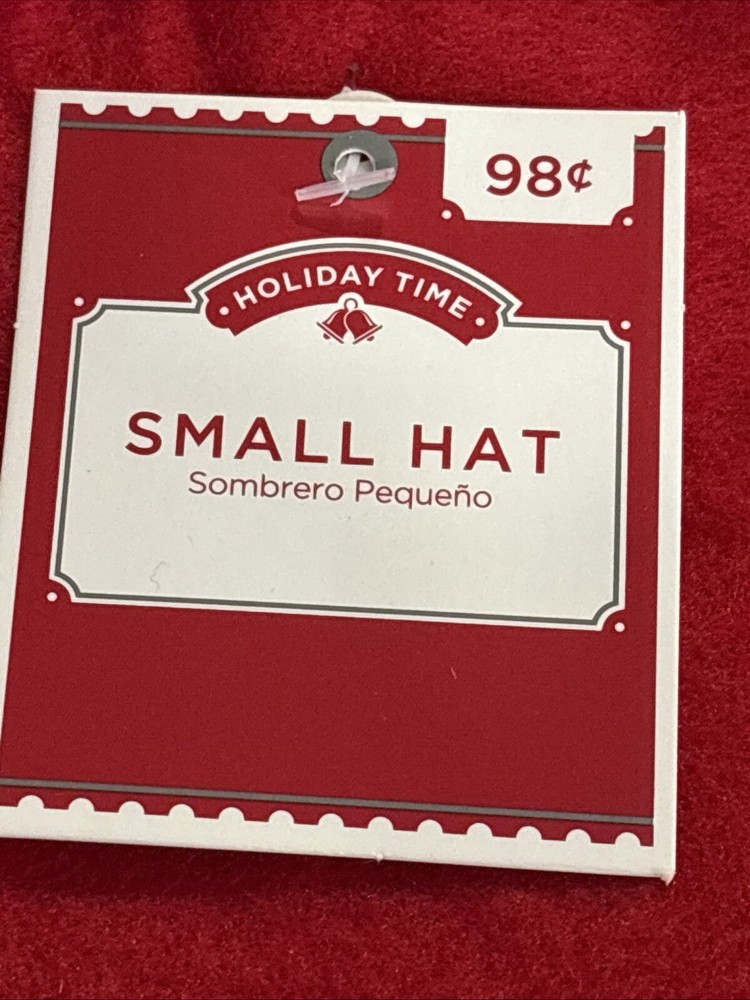 98¢
HOLIDAY TIME
SMALL HAT
Sombrero Pequeño